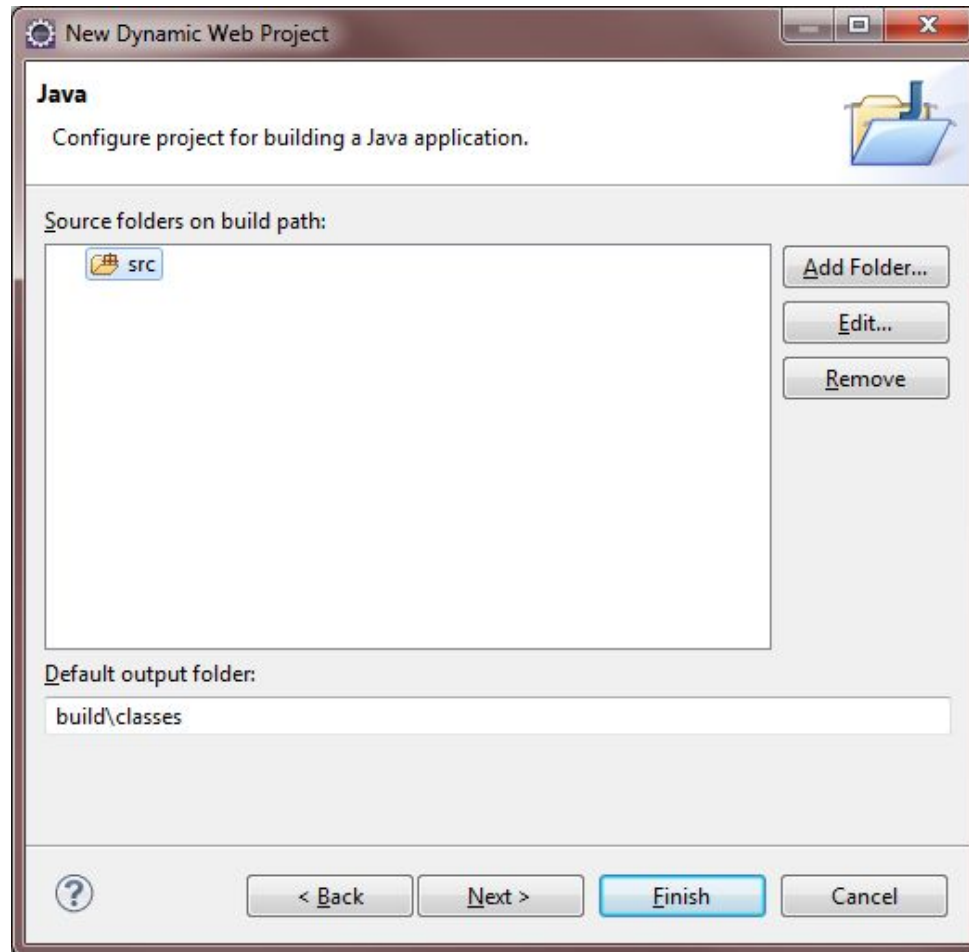 New Dynamic Web Project
Java
Configure project for building a Java application.
Source folders on build path:
src
Add Folder...
Edit...
Remove
Default output folder:
build\classes
?
< Back
Next >
Finish
Cancel